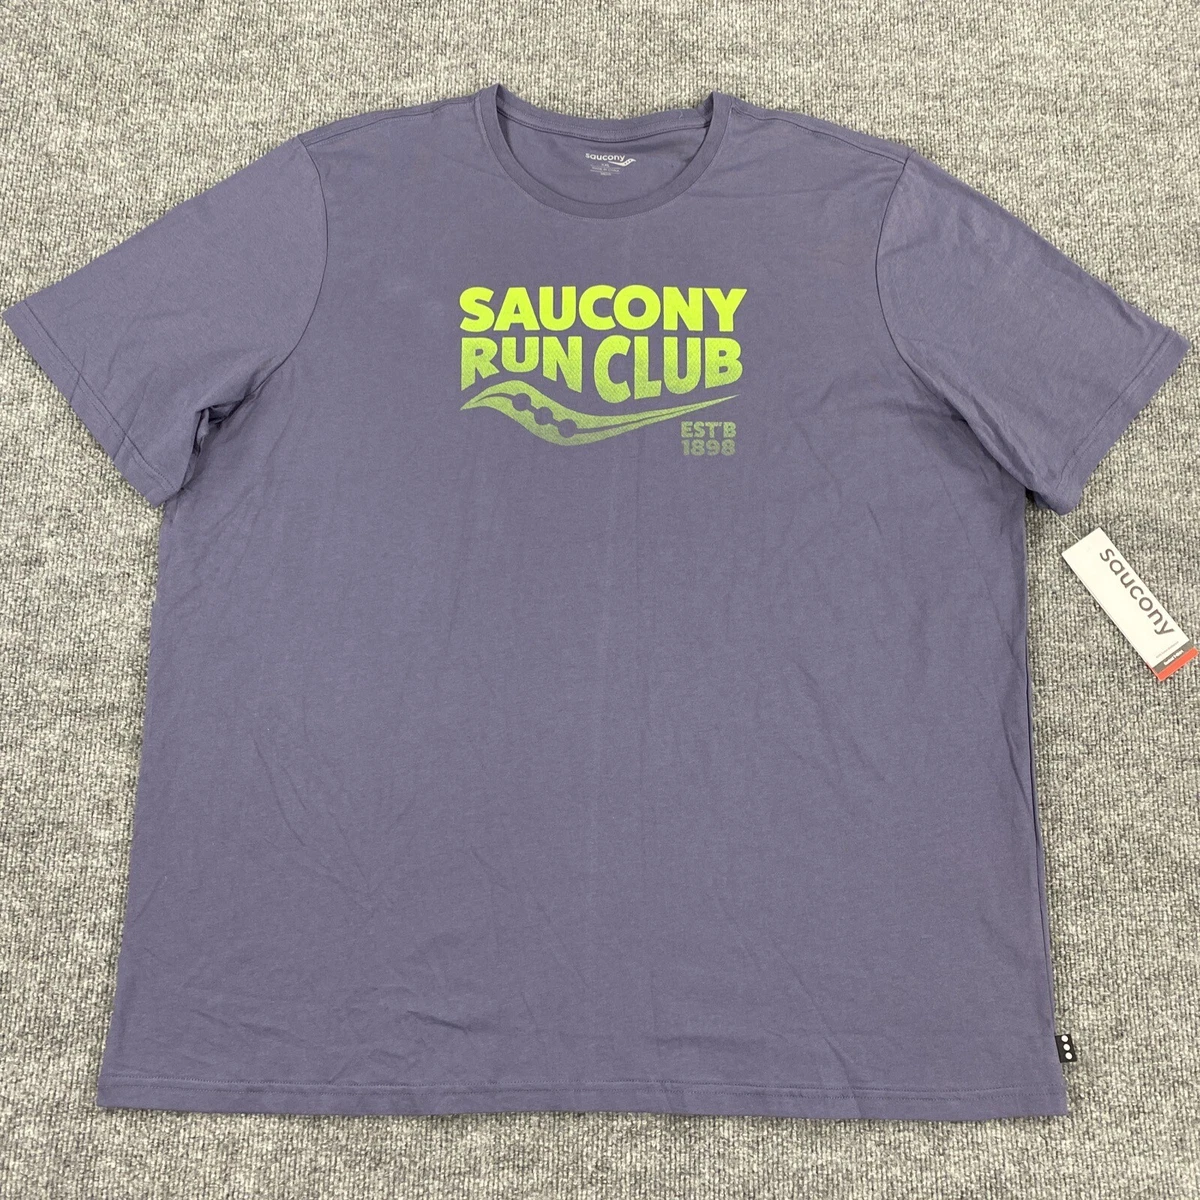 saucony
SAUCONY
RUN CLUB
EST'B
1898
saucony